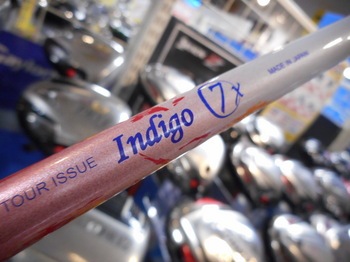 TOUR ISSUE
Indigo
7x
MADE IN JAPAN